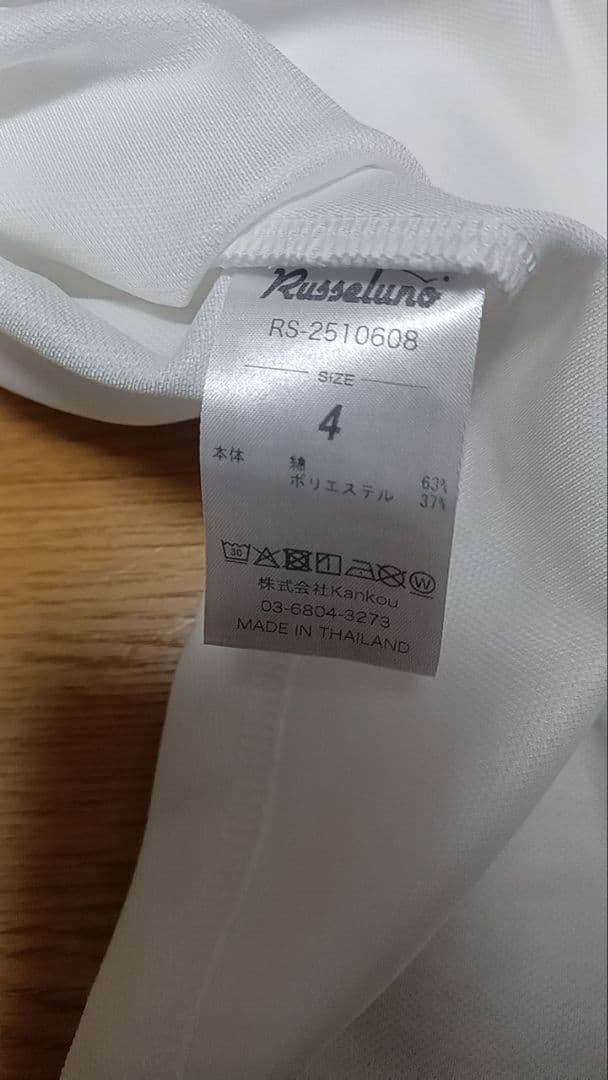 Russeluno
RS-2510608
SIZE
4
本体 綿 63%
ポリエステル 37%
30 W
株式会社Kankou
03-6804-3273
MADE IN THAILAND